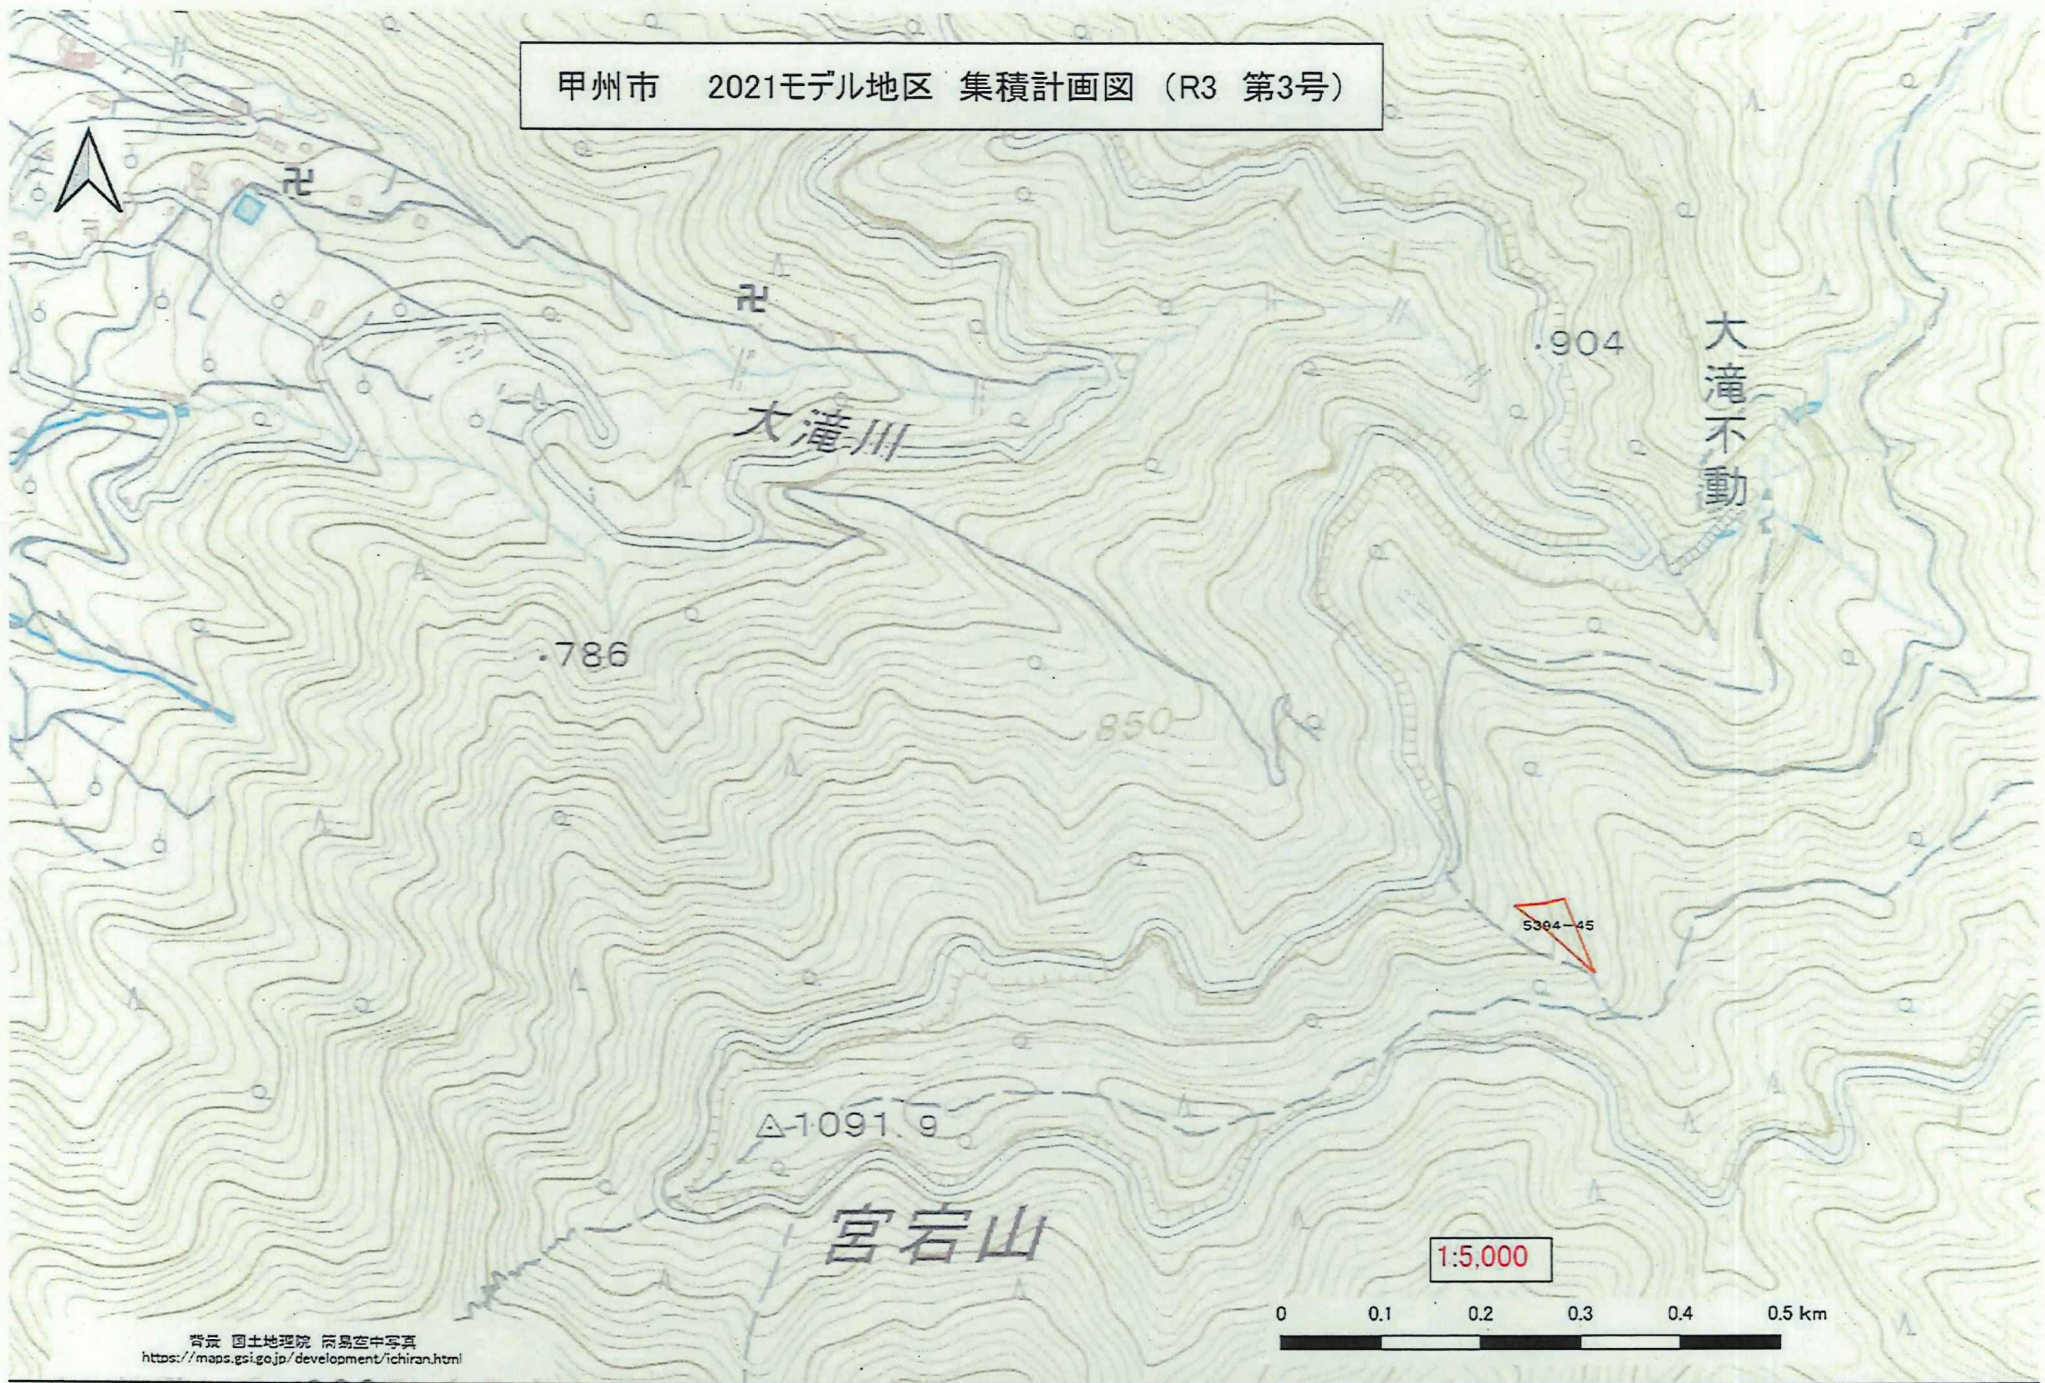 甲州市　2021モデル地区 集積計画図 （R3　第3号）
卍
卍
・904
大滝不動
大滝川
・786
850
5394-45
1091.9
宮宕山
1:5,000
0 0.1 0.2 0.3 0.4 0.5 km
背景 国土地理院 簡易空中写真
https://maps.gsi.go.jp/development/ichiran.html